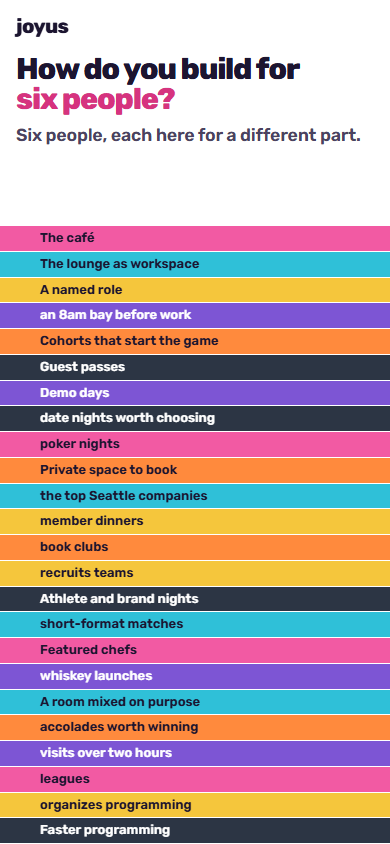 joyus
How do you build for
six people?
Six people, each here for a different part.
The café
The lounge as workspace
A named role
an 8am bay before work
Cohorts that start the game
Guest passes
Demo days
date nights worth choosing
poker nights
Private space to book
the top Seattle companies
member dinners
book clubs
recruits teams
Athlete and brand nights
short-format matches
Featured chefs
whiskey launches
A room mixed on purpose
accolades worth winning
visits over two hours
leagues
organizes programming
Faster programming